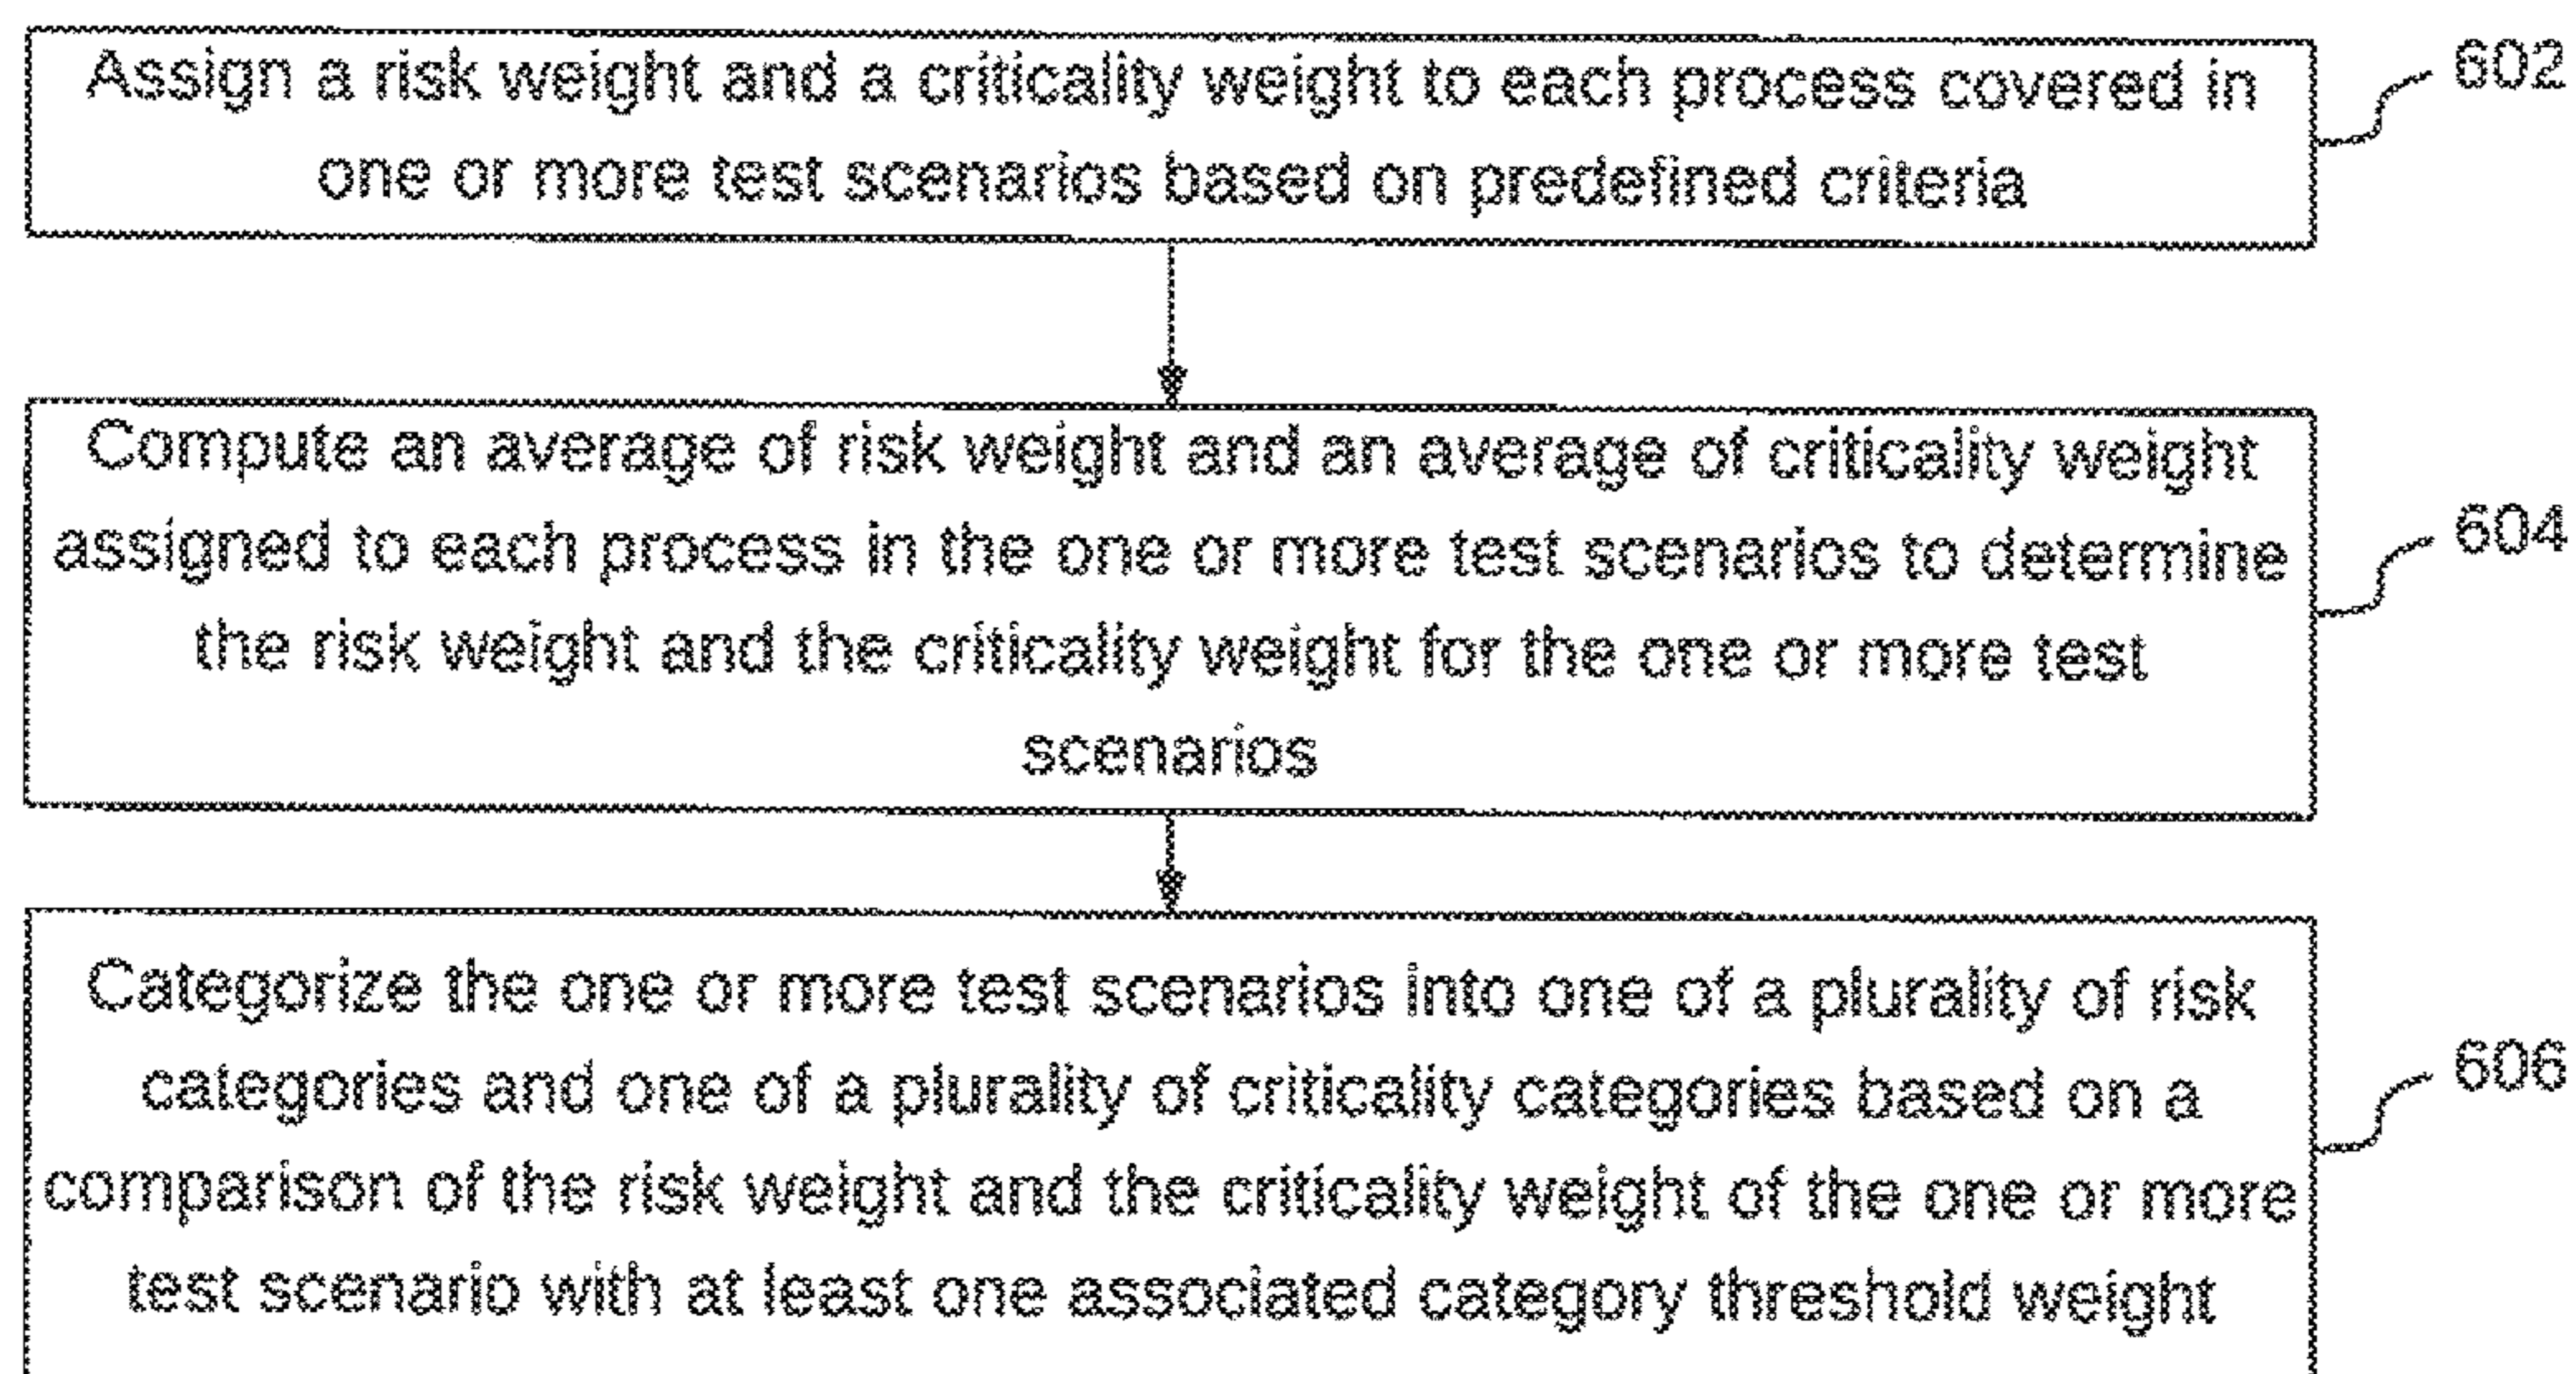 Assign a risk weight and a criticality weight to each process covered in
one or more test scenarios based on predefined criteria
602
Compute an average of risk weight and an average of criticality weight
assigned to each process in the one or more test scenarios to determine
the risk weight and the criticality weight for the one or more test
scenarios
604
Categorize the one or more test scenarios into one of a plurality of risk
categories and one of a plurality of criticality categories based on a
comparison of the risk weight and the criticality weight of the one or more
test scenario with at least one associated category threshold weight
606